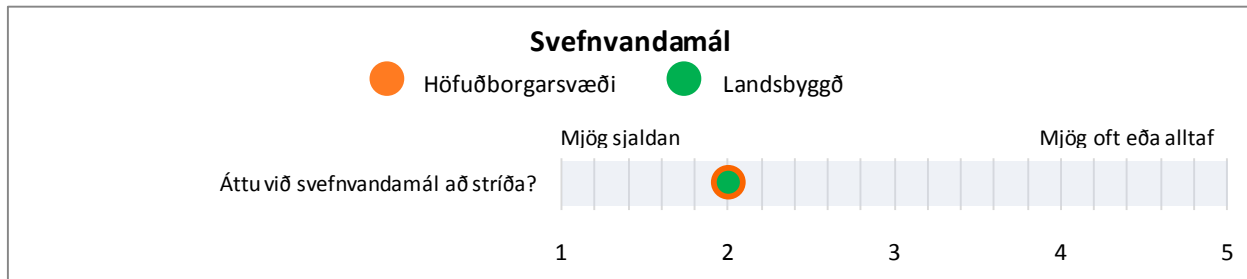 Svefnvandamál
Höfuðborgarsvæði Landsbyggð
Mjög sjaldan Mjög oft eða alltaf
Áttu við svefnvandamál að stríða?
1 2 3 4 5